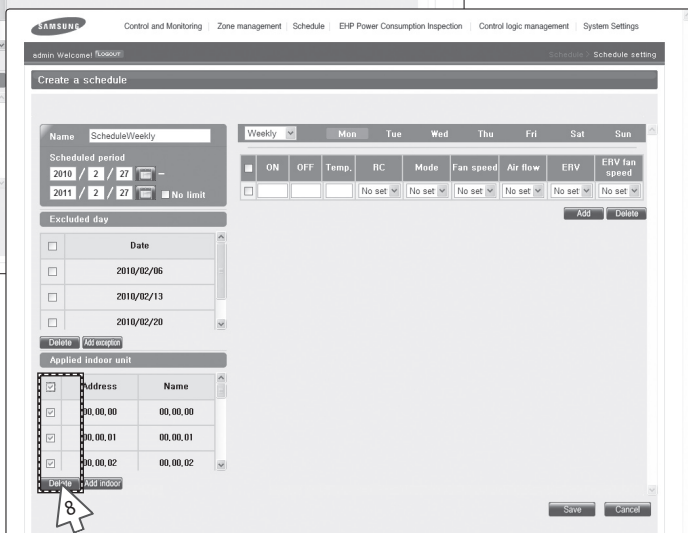 SAMSUNG Control and Monitoring Zone management Schedule EHP Power Consumption Inspection Control logic management System Settings
admin Welcome! LOGOUT Schedule > Schedule setting
Create a schedule
Name ScheduleWeekly
Scheduled period
2010 / 2 / 27 –
2011 / 2 / 27 No limit
Weekly Mon Tue Wed Thu Fri Sat Sun
ON OFF Temp. RC Mode Fan speed Air flow ERV ERV fan speed
No set No set No set No set No set No set
Add Delete
Excluded day
Date
2010/02/06
2010/02/13
2010/02/20
Delete Add exception
Applied indoor unit
Address Name
00,00,00 00,00,00
00,00,01 00,00,01
00,00,02 00,00,02
Delete Add indoor
8
Save Cancel